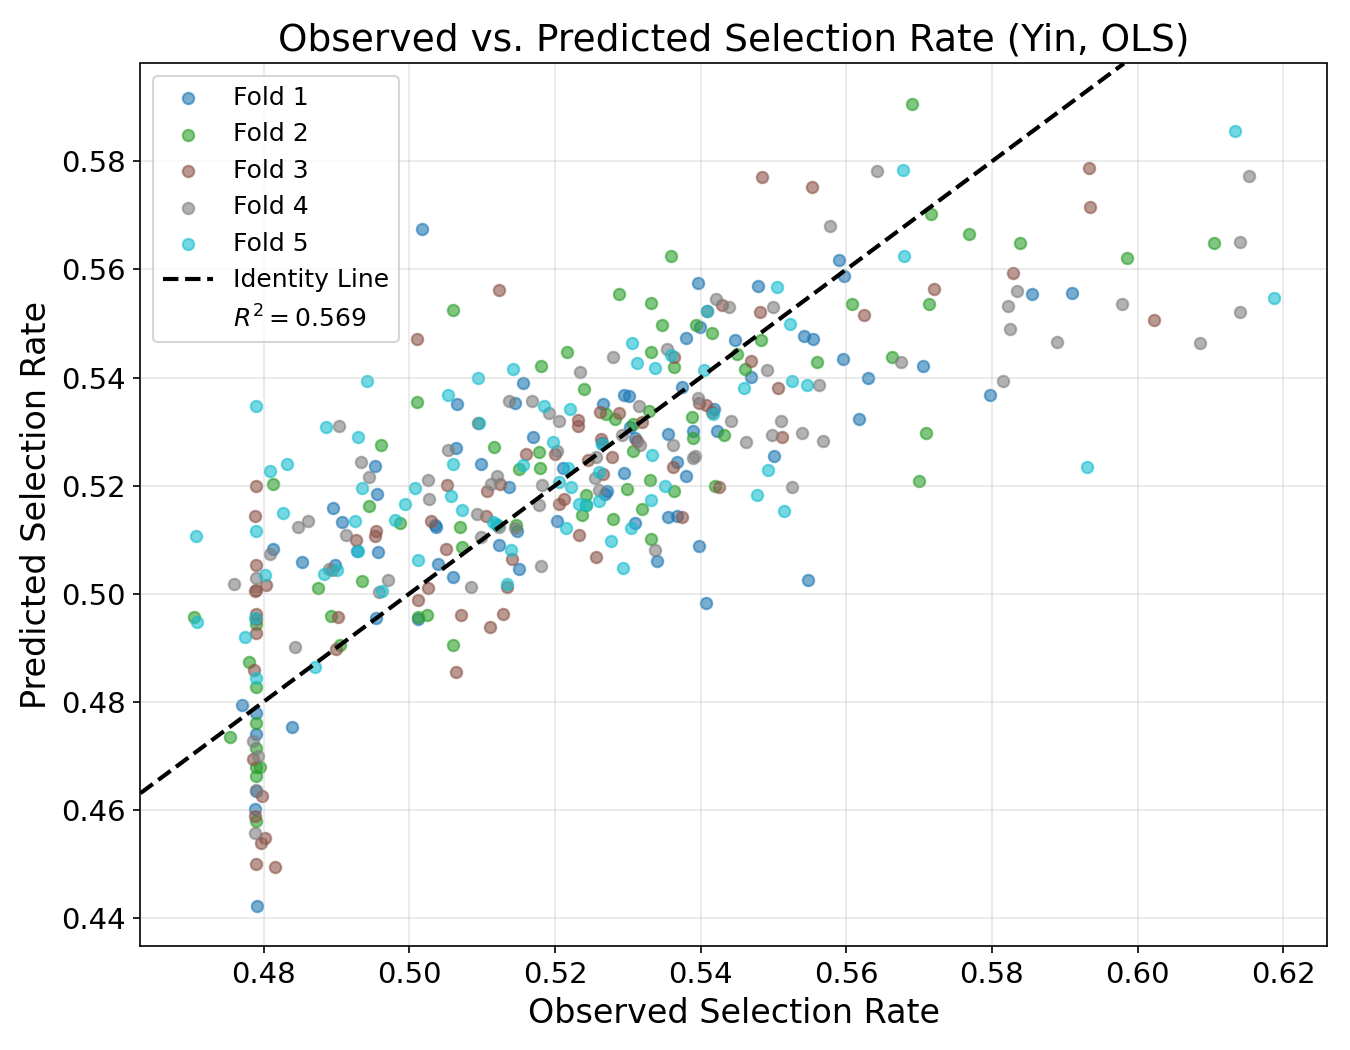 Observed vs. Predicted Selection Rate (Yin, OLS)
Fold 1
Fold 2
Fold 3
Fold 4
Fold 5
Identity Line
R² = 0.569
Predicted Selection Rate
0.58
0.56
0.54
0.52
0.50
0.48
0.46
0.44
0.48 0.50 0.52 0.54 0.56 0.58 0.60 0.62
Observed Selection Rate